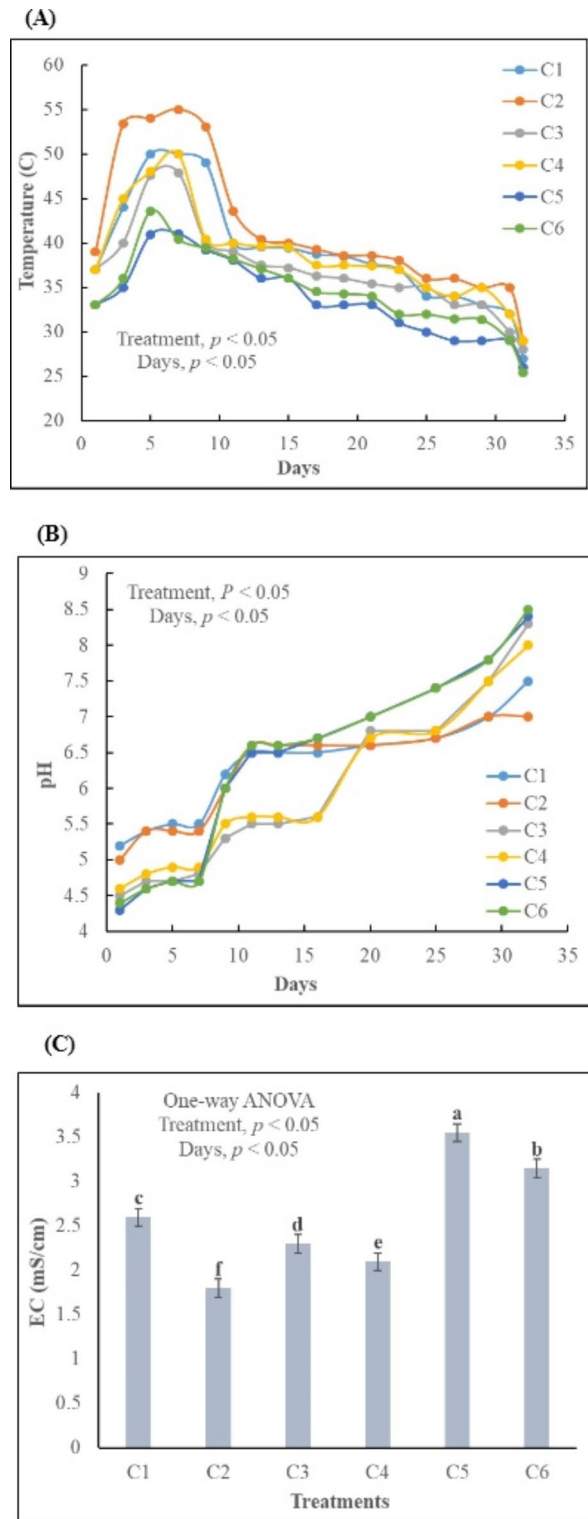 (A)
60
55
50
45
40
35
30
25
20
Temperature (C)
C1
C2
C3
C4
C5
C6
Treatment, p < 0.05
Days, p < 0.05
0 5 10 15 20 25 30 35
Days
(B)
9
8.5
8
7.5
7
6.5
6
5.5
5
4.5
4
pH
Treatment, P < 0.05
Days, p < 0.05
C1
C2
C3
C4
C5
C6
0 5 10 15 20 25 30 35
Days
(C)
4
3.5
3
2.5
2
1.5
1
0.5
0
EC (mS/cm)
One-way ANOVA
Treatment, p < 0.05
Days, p < 0.05
c
f
d
e
a
b
C1 C2 C3 C4 C5 C6
Treatments